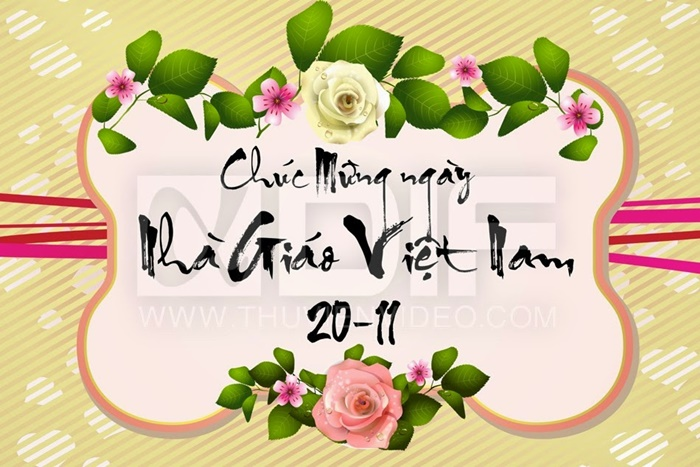 Chúc Mừng ngày
Nhà Giáo Việt Nam
20-11